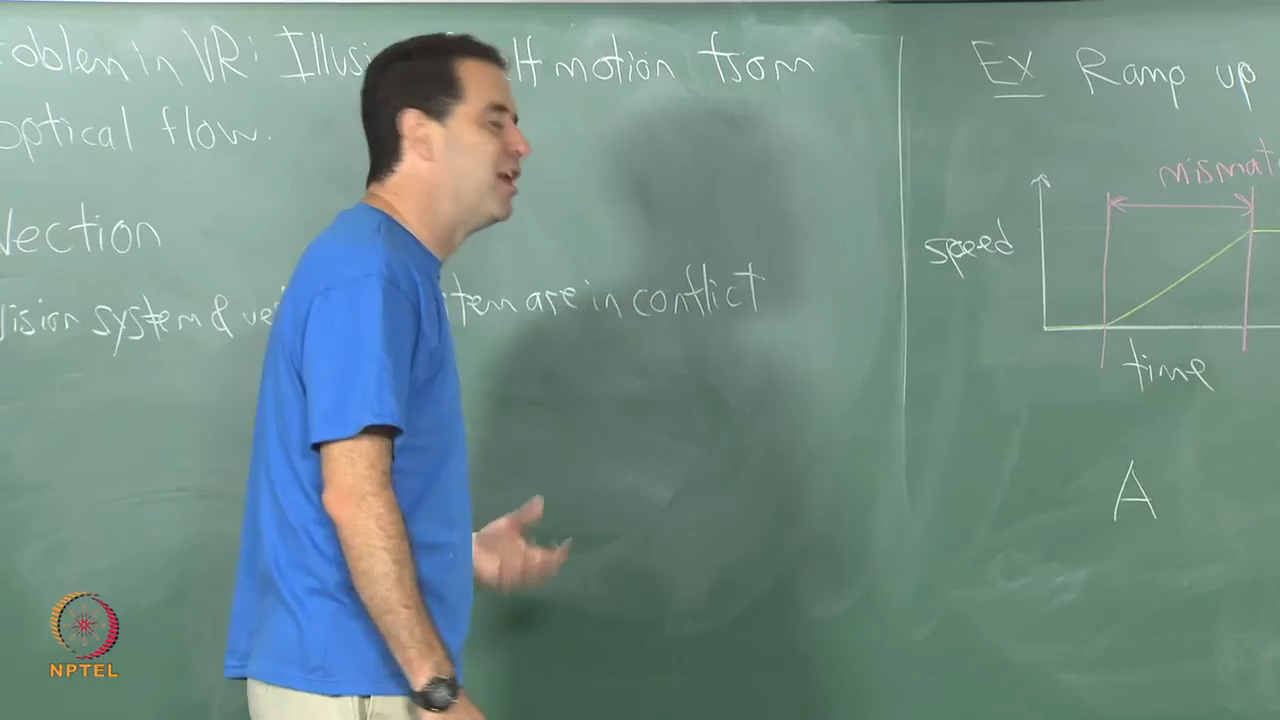 oblem in VR: Illusi lf motion from
optical flow.
Vection
ision system & ve tem are in conflict
Ex Ramp up
mismat
speed
time
A
NPTEL